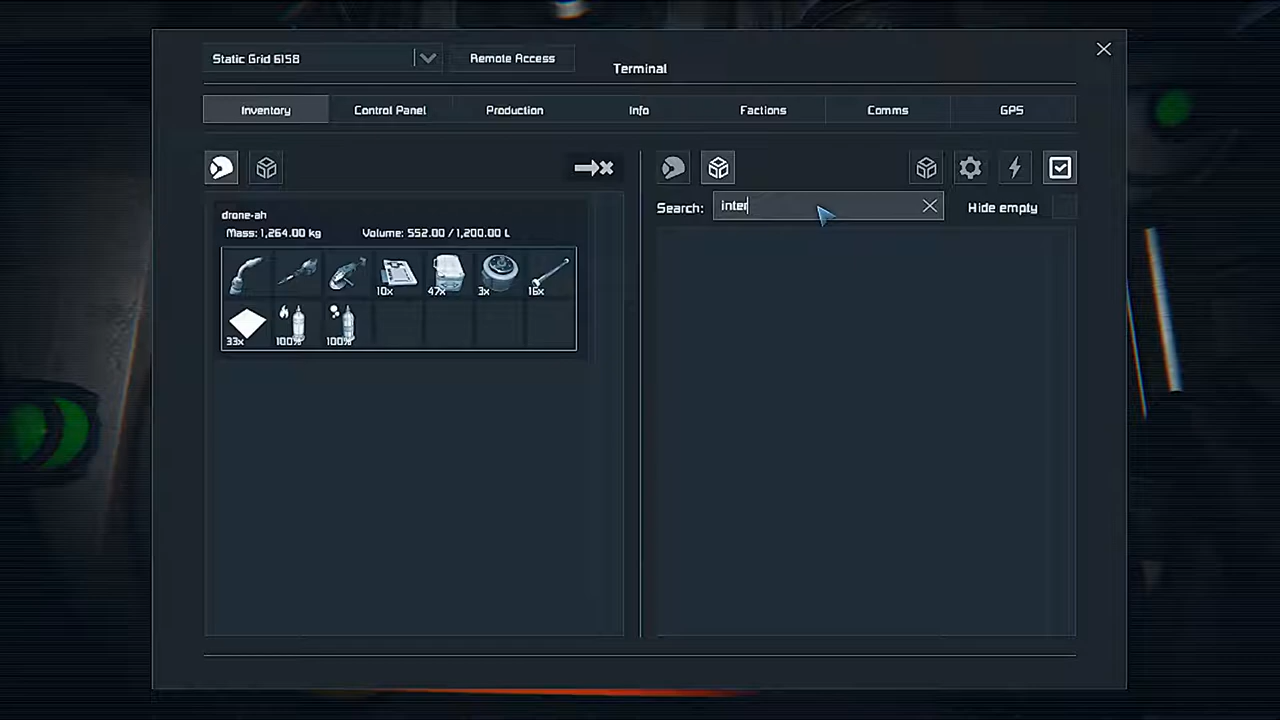 Static Grid 6158
Remote Access
Terminal
Inventory
Control Panel
Production
Info
Factions
Comms
GPS
Search:
inter
Hide empty
drone-ah
Mass: 1,264.00 kg
Volume: 552.00 / 1,200.00 L
10x
47x
3x
16x
33x
100%
100%